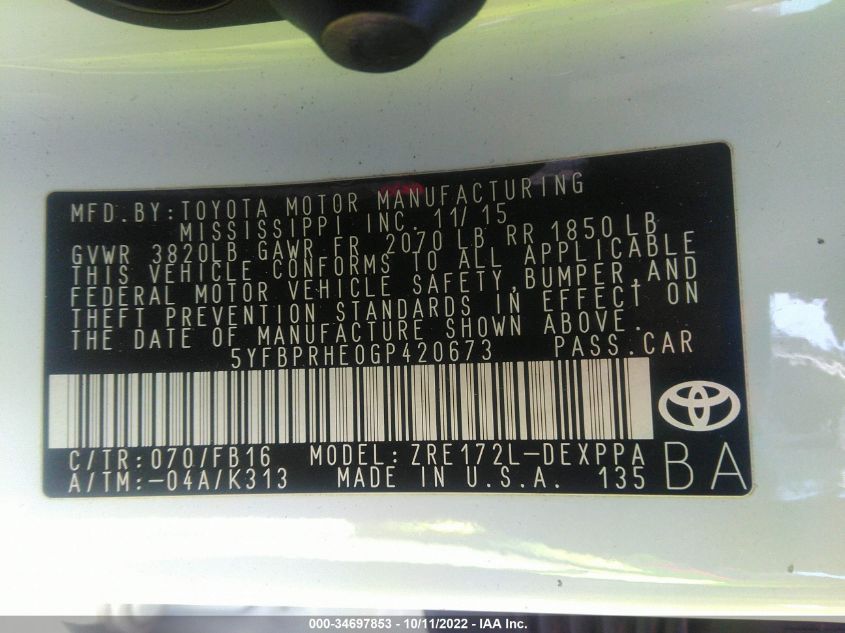 MFD.BY:TOYOTA MOTOR MANUFACTURING
MISSISSIPPI INC. 11/15
GVWR 3820LB GAWR FR 2070 LB RR 1850 LB
THIS VEHICLE CONFORMS TO ALL APPLICABLE
FEDERAL MOTOR VEHICLE SAFETY,BUMPER,AND
THEFT PREVENTION STANDARDS IN EFFECT ON
THE DATE OF MANUFACTURE SHOWN ABOVE.
5YFBPRHE0GP420673 PASS.CAR
C/TR:070/FB16 MODEL:ZRE172L-DEXPPA
A/TM:-04A/K313 MADE IN U.S.A. 135 BA
000-34697853 - 10/11/2022 - IAA Inc.